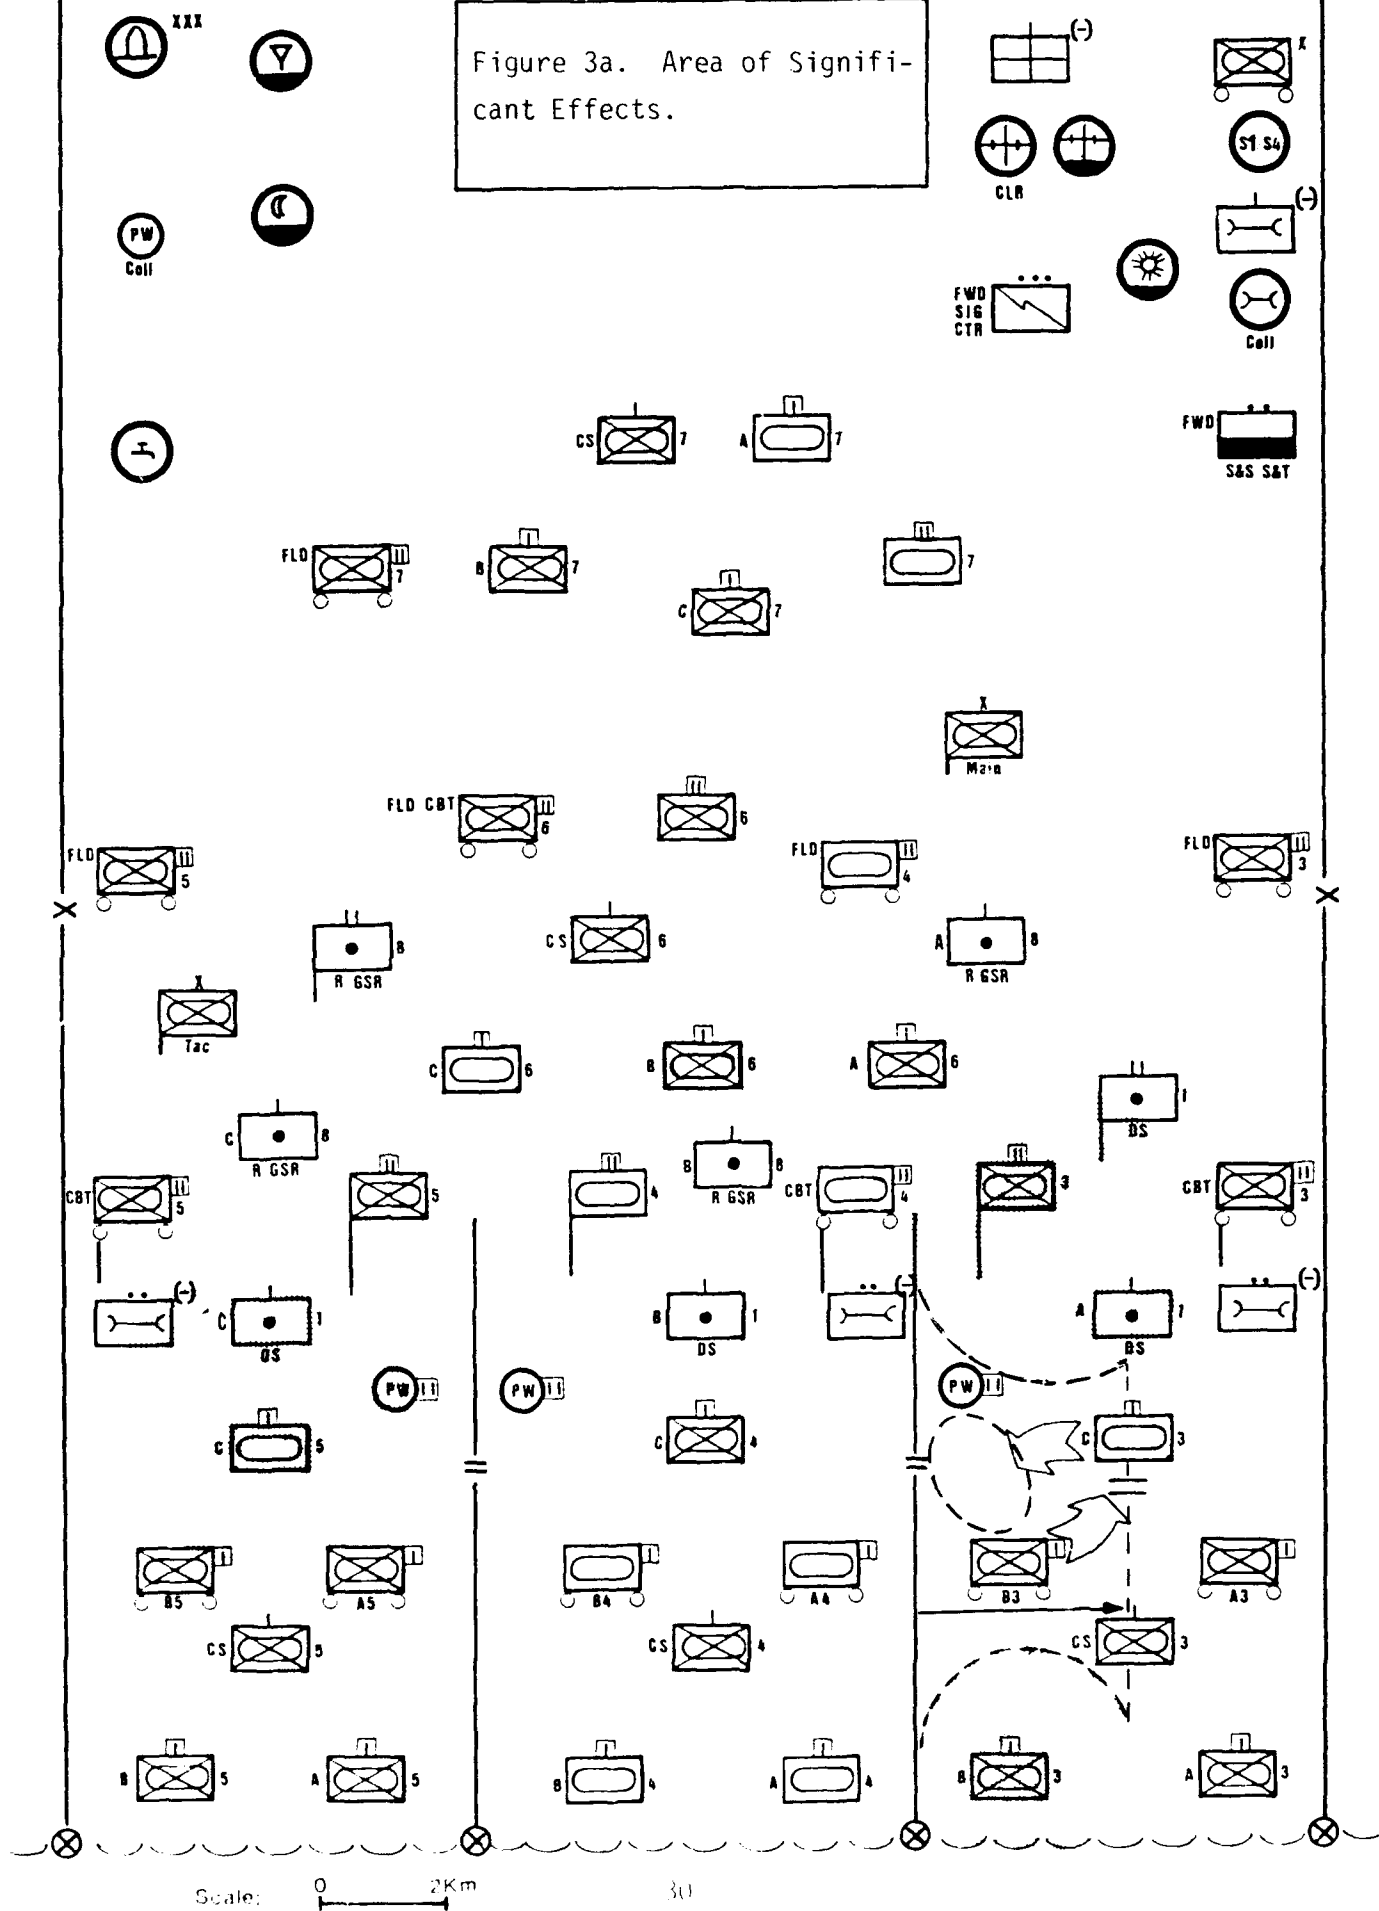 XXX
Figure 3a. Area of Signifi-
cant Effects.
(-)
X
S1 S4
CLR
PW
Coll
(-)
FWD
SIG
CTR
Coll
CS 7
A 7
FWD
S&S S&T
FLD 7
B 7
7
C 7
X
Main
FLD CBT 6
6
FLD 5
FLD 4
FLD 3
X
X
8
R GSR
CS 6
A 8
R GSR
X
Tac
C 6
B 6
A 6
1
DS
C 8
R GSR
B 8
R GSR
CBT 5
5
4
CBT 4
3
CBT 3
(-)
C 1
DS
B 1
DS
(-)
A 1
DS
(-)
PW
PW
PW
C 5
C 4
C 3
B5
A5
B4
A4
B3
A3
CS 5
CS 4
CS 3
B 5
A 5
B 4
A 4
B 3
A 3
Scale: 0 2Km
30